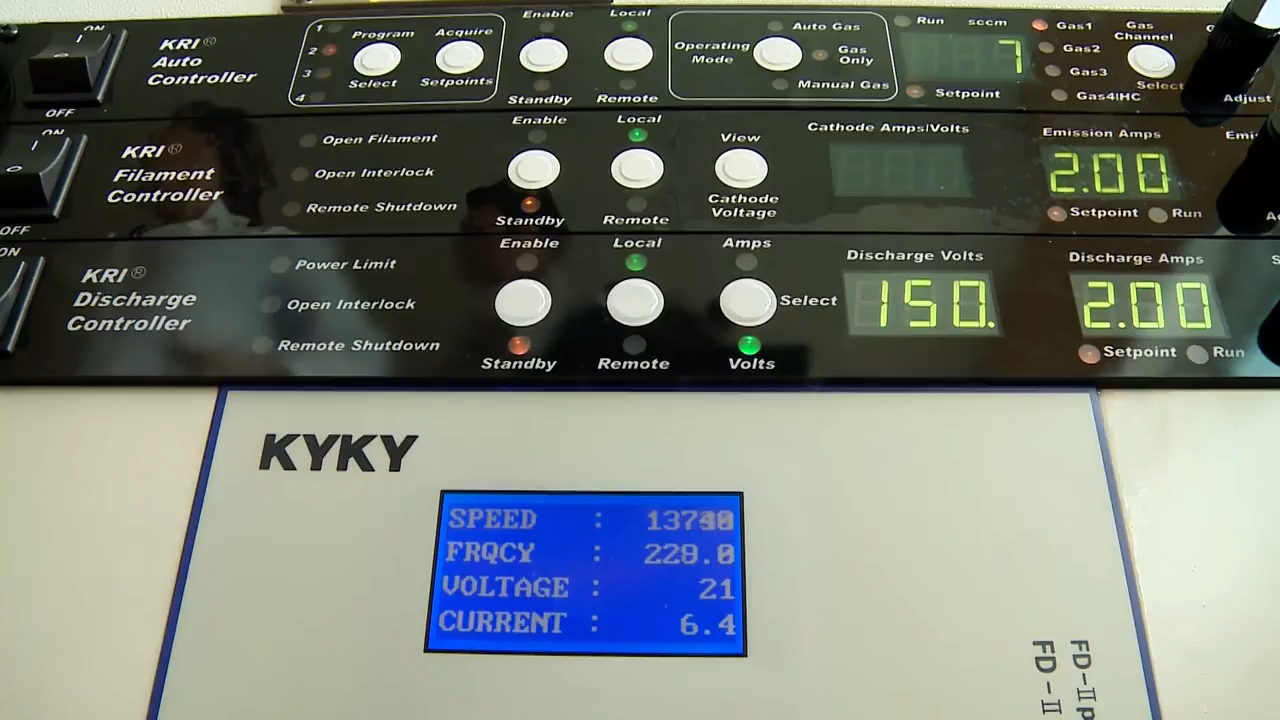 ON
OFF
KRI®
Auto
Controller
1
2
3
4
Program
Select
Acquire
Setpoints
Enable
Standby
Local
Remote
Operating
Mode
Auto Gas
Gas
Only
Manual Gas
Run
sccm
7
Setpoint
Gas1
Gas2
Gas3
Gas4/HC
Gas
Channel
Select
Adjust
ON
OFF
KRI®
Filament
Controller
Open Filament
Open Interlock
Remote Shutdown
Enable
Standby
Local
Remote
View
Cathode
Voltage
Cathode Amps/Volts
Emission Amps
2.00
Setpoint
Run
ON
KRI®
Discharge
Controller
Power Limit
Open Interlock
Remote Shutdown
Enable
Standby
Local
Remote
Amps
Select
Volts
Discharge Volts
150.
Discharge Amps
2.00
Setpoint
Run
KYKY
SPEED :
FRQCY :
VOLTAGE : 21
CURRENT : 6.4
FD-II